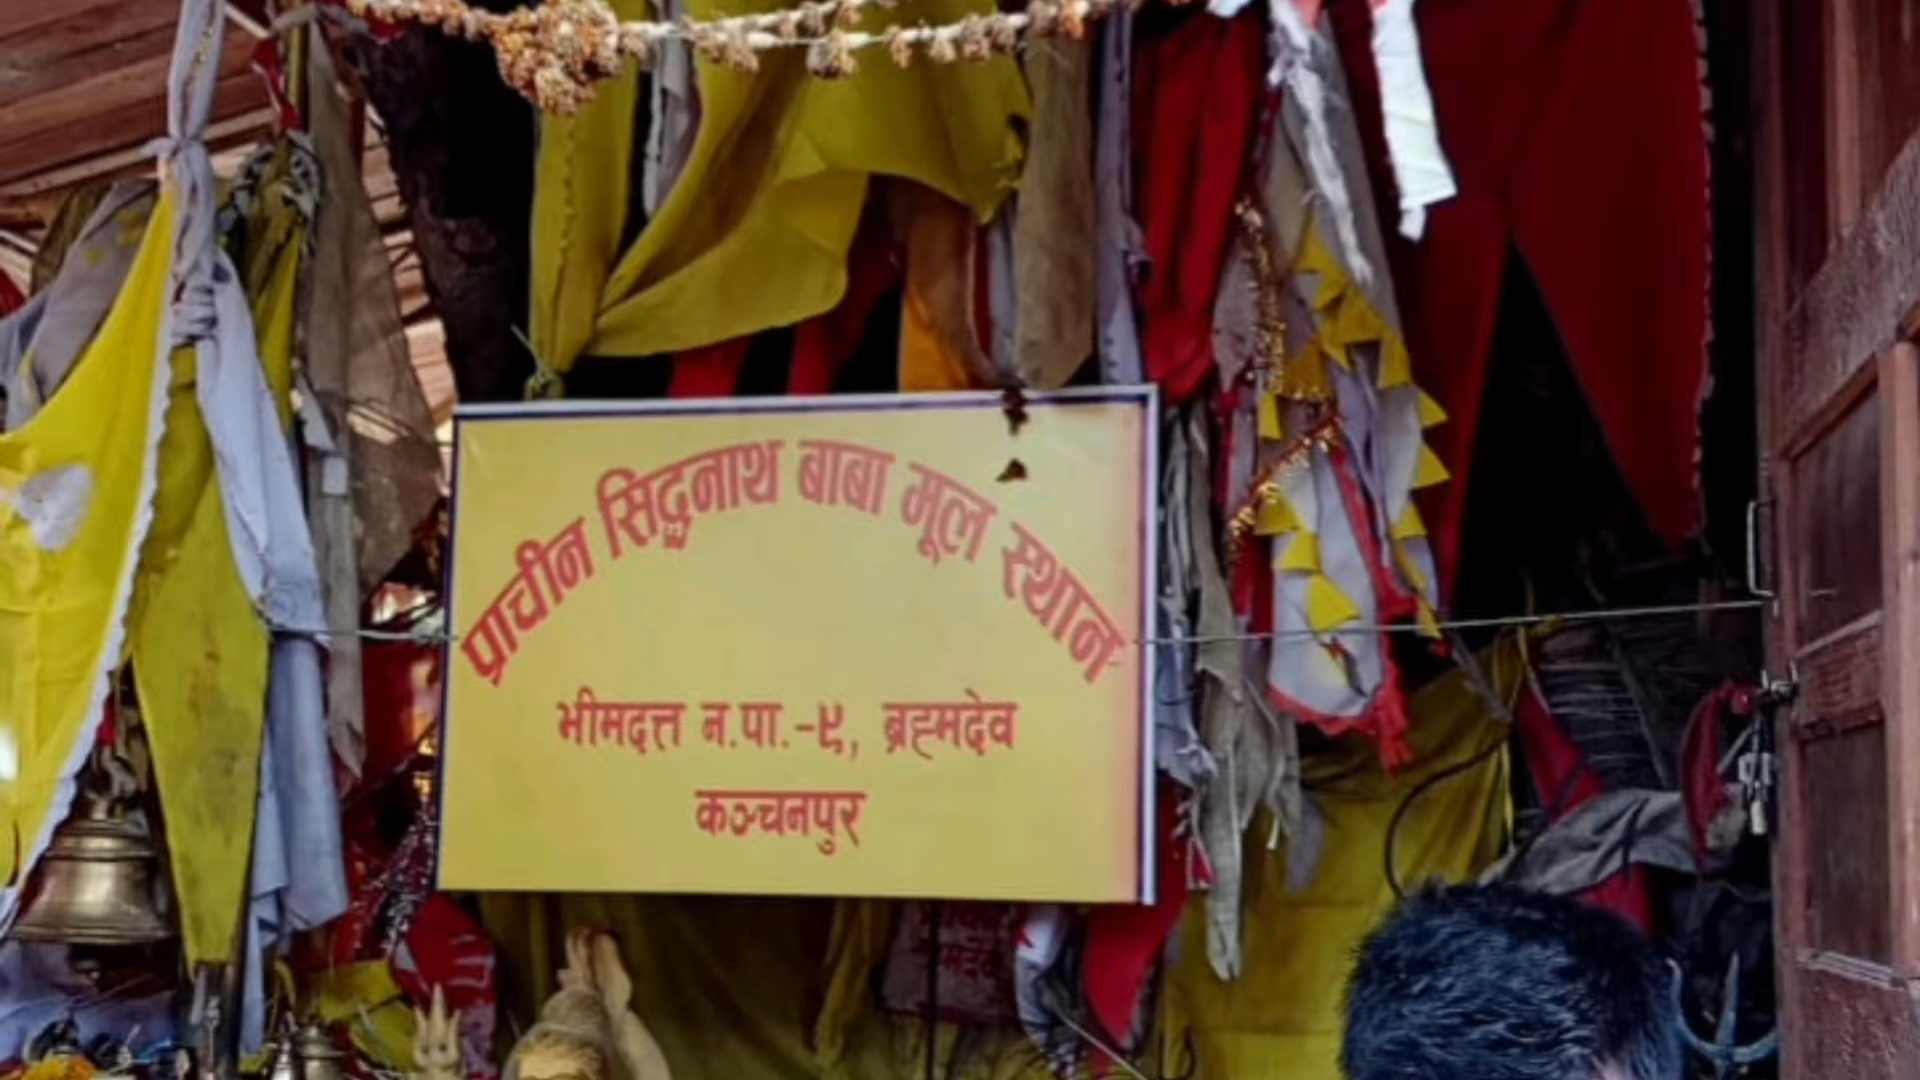 प्राचीन सिद्धनाथ बाबा मूल स्थान
भीमदत्त न.पा.-९, ब्रह्मदेव
कञ्चनपुर